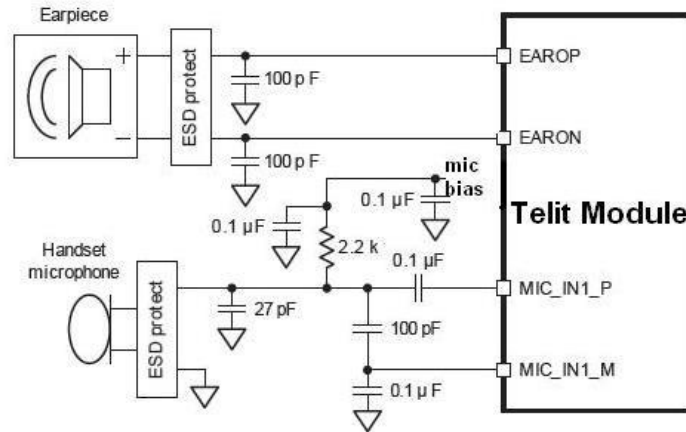 Earpiece
+
−
ESD protect
100 p F
100 p F
EAROP
EARON
mic
bias
0.1 µF
0.1 µF
2.2 k
Telit Module
Handset
microphone
ESD protect
27 pF
0.1 µF
100 pF
0.1 µ F
MIC_IN1_P
MIC_IN1_M